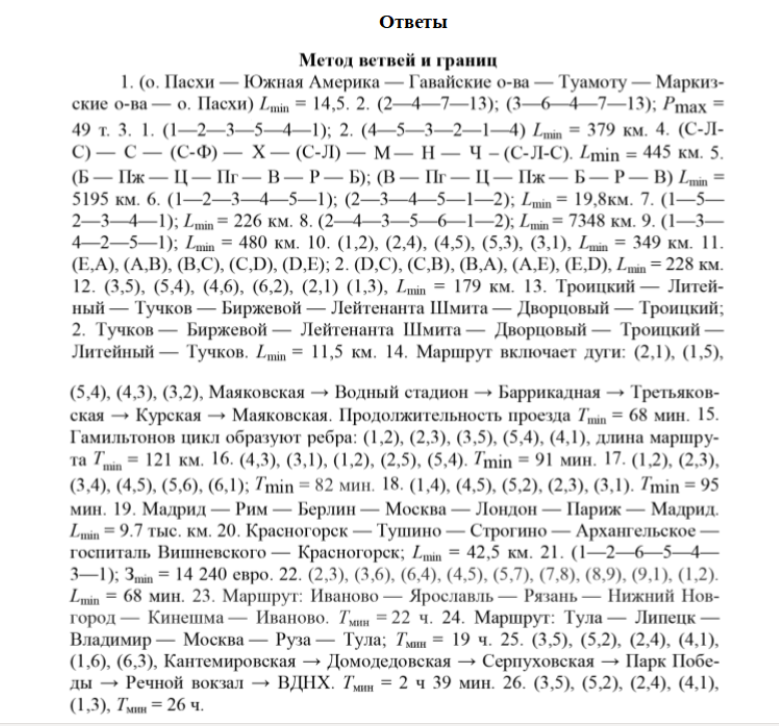 Ответы
Метод ветвей и границ
1. (о. Пасхи — Южная Америка — Гавайские о-ва — Туамоту — Маркиз-
ские о-ва — о. Пасхи) Lmin = 14,5. 2. (2—4—7—13); (3—6—4—7—13); Pmax =
49 т. 3. 1. (1—2—3—5—4—1); 2. (4—5—3—2—1—4) Lmin = 379 км. 4. (С-Л-
С) — С — (С-Ф) — Х — (С-Л) — М — Н — Ч – (С-Л-С). Lmin = 445 км. 5.
(Б — Пж — Ц — Пг — В — Р — Б); (В — Пг — Ц — Пж — Б — Р — В) Lmin =
5195 км. 6. (1—2—3—4—5—1); (2—3—4—5—1—2); Lmin = 19,8км. 7. (1—5—
2—3—4—1); Lmin = 226 км. 8. (2—4—3—5—6—1—2); Lmin = 7348 км. 9. (1—3—
4—2—5—1); Lmin = 480 км. 10. (1,2), (2,4), (4,5), (5,3), (3,1), Lmin = 349 км. 11.
(E,A), (A,B), (B,C), (C,D), (D,E); 2. (D,C), (C,B), (B,A), (A,E), (E,D), Lmin = 228 км.
12. (3,5), (5,4), (4,6), (6,2), (2,1) (1,3), Lmin = 179 км. 13. Троицкий — Литей-
ный — Тучков — Биржевой — Лейтенанта Шмита — Дворцовый — Троицкий;
2. Тучков — Биржевой — Лейтенанта Шмита — Дворцовый — Троицкий —
Литейный — Тучков. Lmin = 11,5 км. 14. Маршрут включает дуги: (2,1), (1,5),
(5,4), (4,3), (3,2), Маяковская → Водный стадион → Баррикадная → Третьяков-
ская → Курская → Маяковская. Продолжительность проезда Tmin = 68 мин. 15.
Гамильтонов цикл образуют ребра: (1,2), (2,3), (3,5), (5,4), (4,1), длина маршру-
та Tmin = 121 км. 16. (4,3), (3,1), (1,2), (2,5), (5,4). Tmin = 91 мин. 17. (1,2), (2,3),
(3,4), (4,5), (5,6), (6,1); Tmin = 82 мин. 18. (1,4), (4,5), (5,2), (2,3), (3,1). Tmin = 95
мин. 19. Мадрид — Рим — Берлин — Москва — Лондон — Париж — Мадрид.
Lmin = 9.7 тыс. км. 20. Красногорск — Тушино — Строгино — Архангельское —
госпиталь Вишневского — Красногорск; Lmin = 42,5 км. 21. (1—2—6—5—4—
3—1); Зmin = 14 240 евро. 22. (2,3), (3,6), (6,4), (4,5), (5,7), (7,8), (8,9), (9,1), (1,2).
Lmin = 68 мин. 23. Маршрут: Иваново — Ярославль — Рязань — Нижний Нов-
город — Кинешма — Иваново. Tмин = 22 ч. 24. Маршрут: Тула — Липецк —
Владимир — Москва — Руза — Тула; Tмин = 19 ч. 25. (3,5), (5,2), (2,4), (4,1),
(1,6), (6,3), Кантемировская → Домодедовская → Серпуховская → Парк Побе-
ды → Речной вокзал → ВДНХ. Tмин = 2 ч 39 мин. 26. (3,5), (5,2), (2,4), (4,1),
(1,3), Tмин = 26 ч.